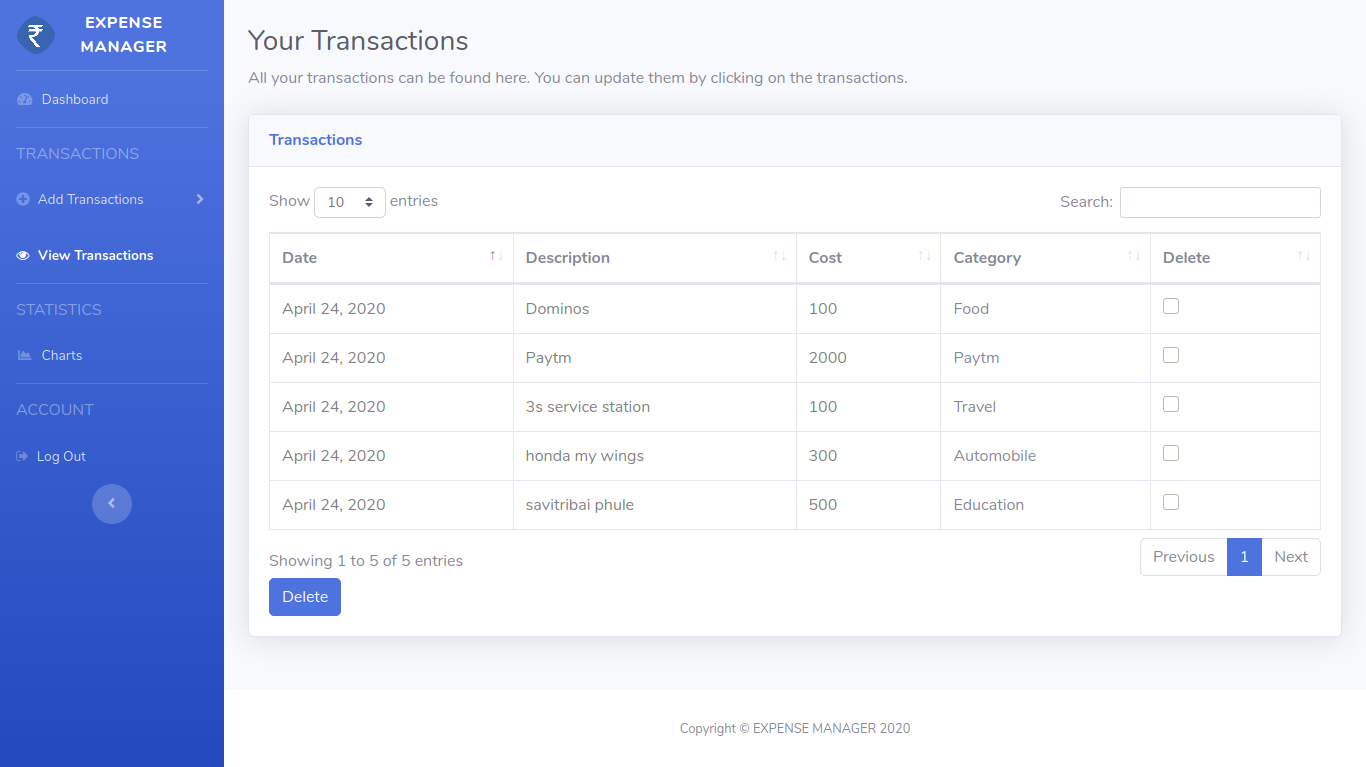 EXPENSE
MANAGER
Dashboard
TRANSACTIONS
Add Transactions
View Transactions
STATISTICS
Charts
ACCOUNT
Log Out
Your Transactions
All your transactions can be found here. You can update them by clicking on the transactions.
Transactions
Show 10 entries Search:
Date Description Cost Category Delete
April 24, 2020 Dominos 100 Food
April 24, 2020 Paytm 2000 Paytm
April 24, 2020 3s service station 100 Travel
April 24, 2020 honda my wings 300 Automobile
April 24, 2020 savitribai phule 500 Education
Showing 1 to 5 of 5 entries Previous 1 Next
Delete
Copyright © EXPENSE MANAGER 2020